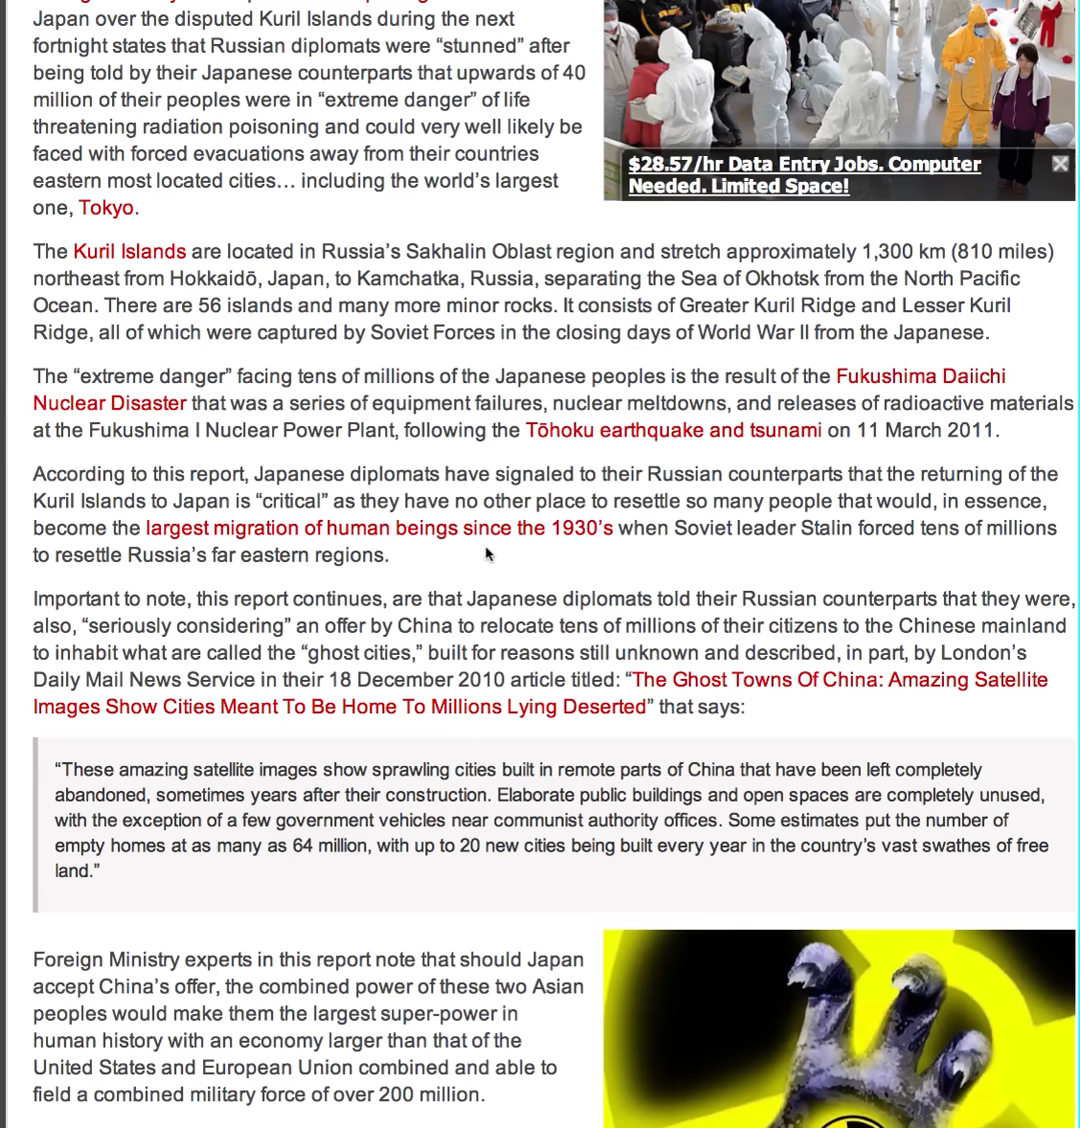 Japan over the disputed Kuril Islands during the next
fortnight states that Russian diplomats were “stunned” after
being told by their Japanese counterparts that upwards of 40
million of their peoples were in “extreme danger” of life
threatening radiation poisoning and could very well likely be
faced with forced evacuations away from their countries
eastern most located cities… including the world’s largest
one, Tokyo.
$28.57/hr Data Entry Jobs. Computer
Needed. Limited Space!
The Kuril Islands are located in Russia’s Sakhalin Oblast region and stretch approximately 1,300 km (810 miles)
northeast from Hokkaidō, Japan, to Kamchatka, Russia, separating the Sea of Okhotsk from the North Pacific
Ocean. There are 56 islands and many more minor rocks. It consists of Greater Kuril Ridge and Lesser Kuril
Ridge, all of which were captured by Soviet Forces in the closing days of World War II from the Japanese.
The “extreme danger” facing tens of millions of the Japanese peoples is the result of the Fukushima Daiichi
Nuclear Disaster that was a series of equipment failures, nuclear meltdowns, and releases of radioactive materials
at the Fukushima I Nuclear Power Plant, following the Tōhoku earthquake and tsunami on 11 March 2011.
According to this report, Japanese diplomats have signaled to their Russian counterparts that the returning of the
Kuril Islands to Japan is “critical” as they have no other place to resettle so many people that would, in essence,
become the largest migration of human beings since the 1930’s when Soviet leader Stalin forced tens of millions
to resettle Russia’s far eastern regions.
Important to note, this report continues, are that Japanese diplomats told their Russian counterparts that they were,
also, “seriously considering” an offer by China to relocate tens of millions of their citizens to the Chinese mainland
to inhabit what are called the “ghost cities,” built for reasons still unknown and described, in part, by London’s
Daily Mail News Service in their 18 December 2010 article titled: “The Ghost Towns Of China: Amazing Satellite
Images Show Cities Meant To Be Home To Millions Lying Deserted” that says:
“These amazing satellite images show sprawling cities built in remote parts of China that have been left completely
abandoned, sometimes years after their construction. Elaborate public buildings and open spaces are completely unused,
with the exception of a few government vehicles near communist authority offices. Some estimates put the number of
empty homes at as many as 64 million, with up to 20 new cities being built every year in the country’s vast swathes of free
land.”
Foreign Ministry experts in this report note that should Japan
accept China’s offer, the combined power of these two Asian
peoples would make them the largest super-power in
human history with an economy larger than that of the
United States and European Union combined and able to
field a combined military force of over 200 million.